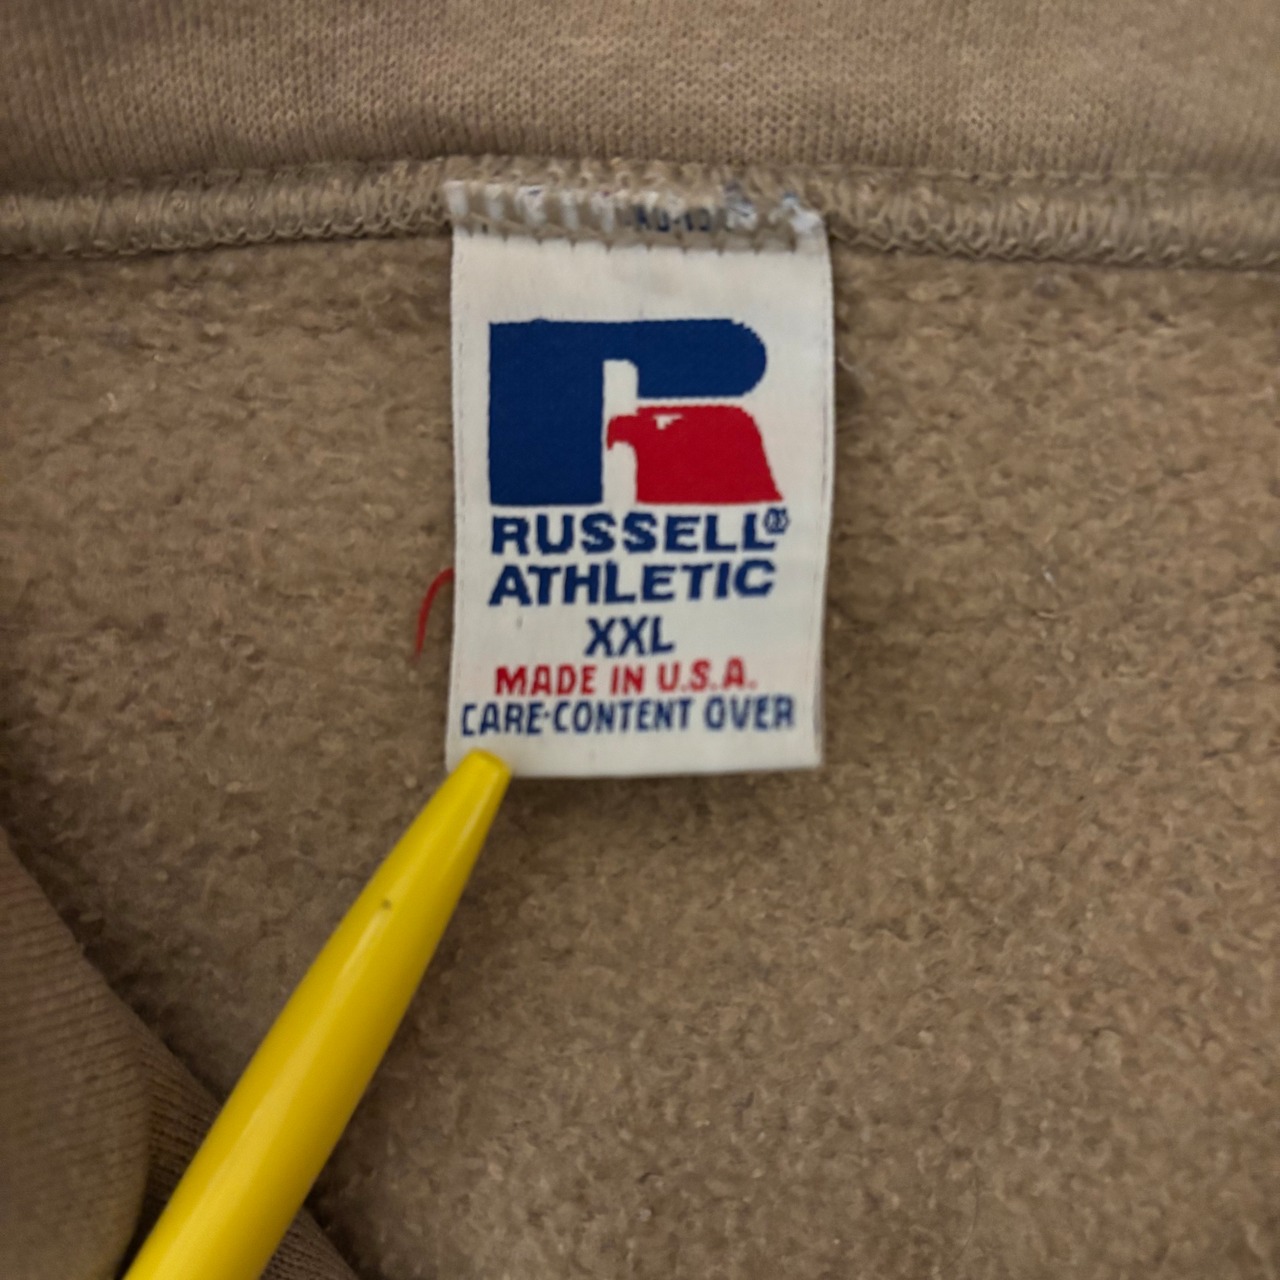 RUSSELL®
ATHLETIC
XXL
MADE IN U.S.A.
CARE-CONTENT OVER